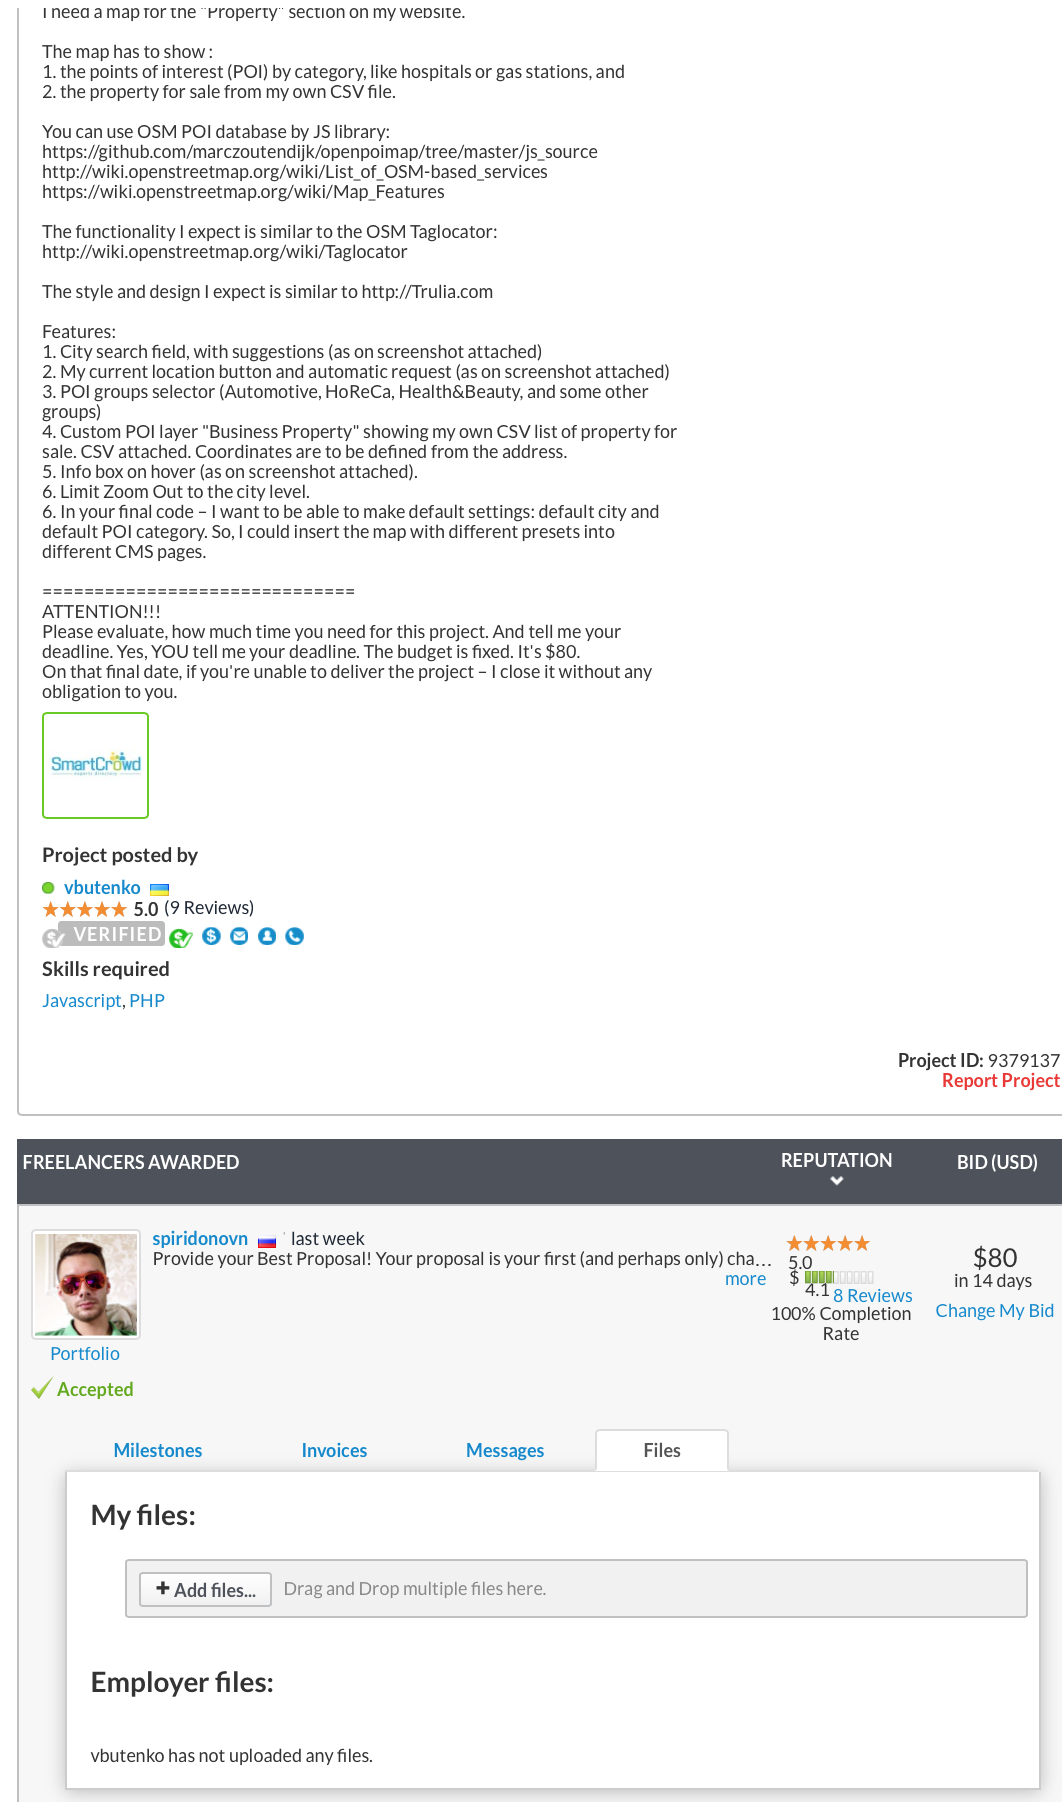 I need a map for the "Property" section on my website.
The map has to show :
1. the points of interest (POI) by category, like hospitals or gas stations, and
2. the property for sale from my own CSV file.
You can use OSM POI database by JS library:
https://github.com/marczoutendijk/openpoimap/tree/master/js_source
http://wiki.openstreetmap.org/wiki/List_of_OSM-based_services
https://wiki.openstreetmap.org/wiki/Map_Features
The functionality I expect is similar to the OSM Taglocator:
http://wiki.openstreetmap.org/wiki/Taglocator
The style and design I expect is similar to http://Trulia.com
Features:
1. City search field, with suggestions (as on screenshot attached)
2. My current location button and automatic request (as on screenshot attached)
3. POI groups selector (Automotive, HoReCa, Health&Beauty, and some other
groups)
4. Custom POI layer "Business Property" showing my own CSV list of property for
sale. CSV attached. Coordinates are to be defined from the address.
5. Info box on hover (as on screenshot attached).
6. Limit Zoom Out to the city level.
6. In your final code – I want to be able to make default settings: default city and
default POI category. So, I could insert the map with different presets into
different CMS pages.
==============================
ATTENTION!!!
Please evaluate, how much time you need for this project. And tell me your
deadline. Yes, YOU tell me your deadline. The budget is fixed. It's $80.
On that final date, if you're unable to deliver the project – I close it without any
obligation to you.
SmartCrowd
experts directory
Project posted by
vbutenko
5.0 (9 Reviews)
VERIFIED
Skills required
Javascript, PHP
Project ID: 9379137
Report Project
FREELANCERS AWARDED REPUTATION BID (USD)
spiridonovn last week
Provide your Best Proposal! Your proposal is your first (and perhaps only) cha...
more
5.0
$ 4.1 8 Reviews
100% Completion
Rate
$80
in 14 days
Change My Bid
Portfolio
Accepted
Milestones Invoices Messages Files
My files:
+ Add files... Drag and Drop multiple files here.
Employer files:
vbutenko has not uploaded any files.